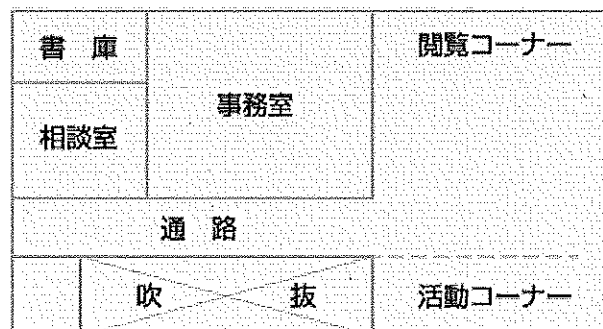 書 庫
事務室
閲覧コーナー
相談室
通 路
吹 抜
活動コーナー